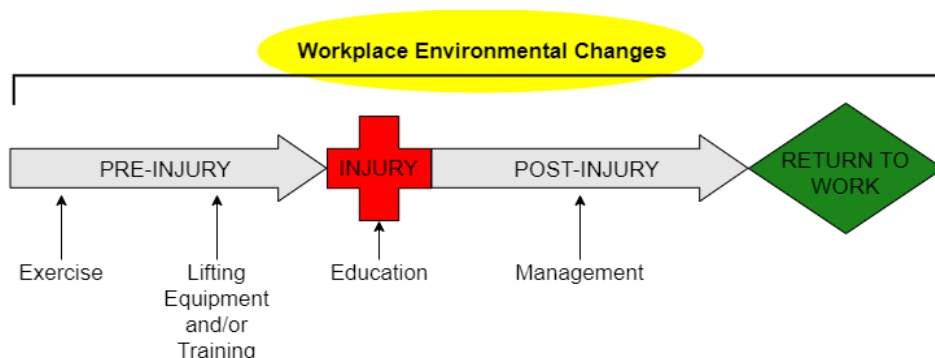 Workplace Environmental Changes
PRE-INJURY
INJURY
POST-INJURY
RETURN TO
WORK
Exercise
Lifting
Equipment
and/or
Training
Education
Management